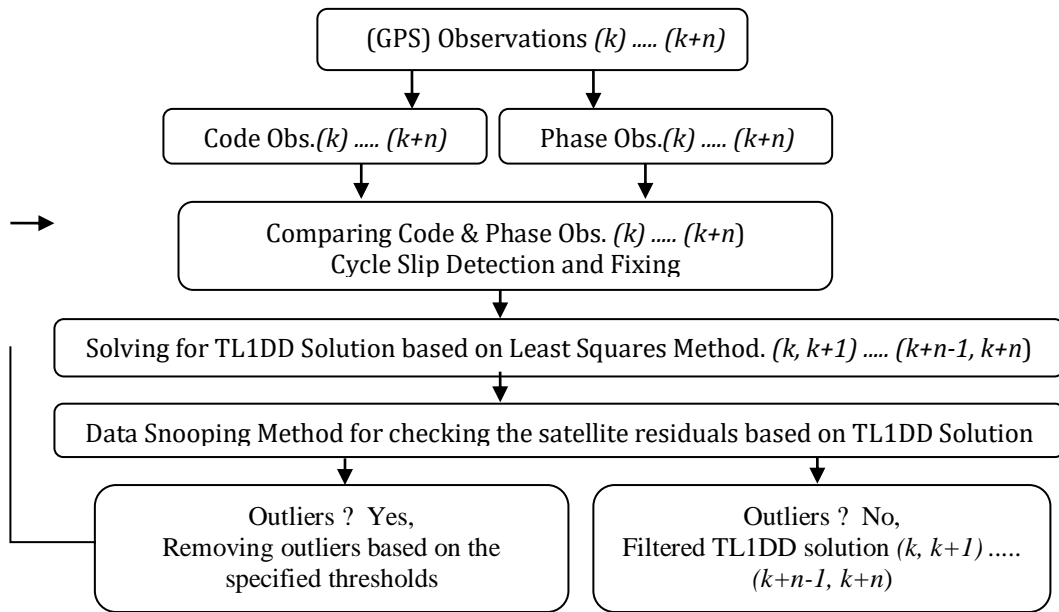 (GPS) Observations (k) ..... (k+n)
Code Obs.(k) ..... (k+n)
Phase Obs.(k) ..... (k+n)
Comparing Code & Phase Obs. (k) ..... (k+n)
Cycle Slip Detection and Fixing
Solving for TL1DD Solution based on Least Squares Method. (k, k+1) ..... (k+n-1, k+n)
Data Snooping Method for checking the satellite residuals based on TL1DD Solution
Outliers ? Yes,
Removing outliers based on the
specified thresholds
Outliers ? No,
Filtered TL1DD solution (k, k+1) .....
(k+n-1, k+n)